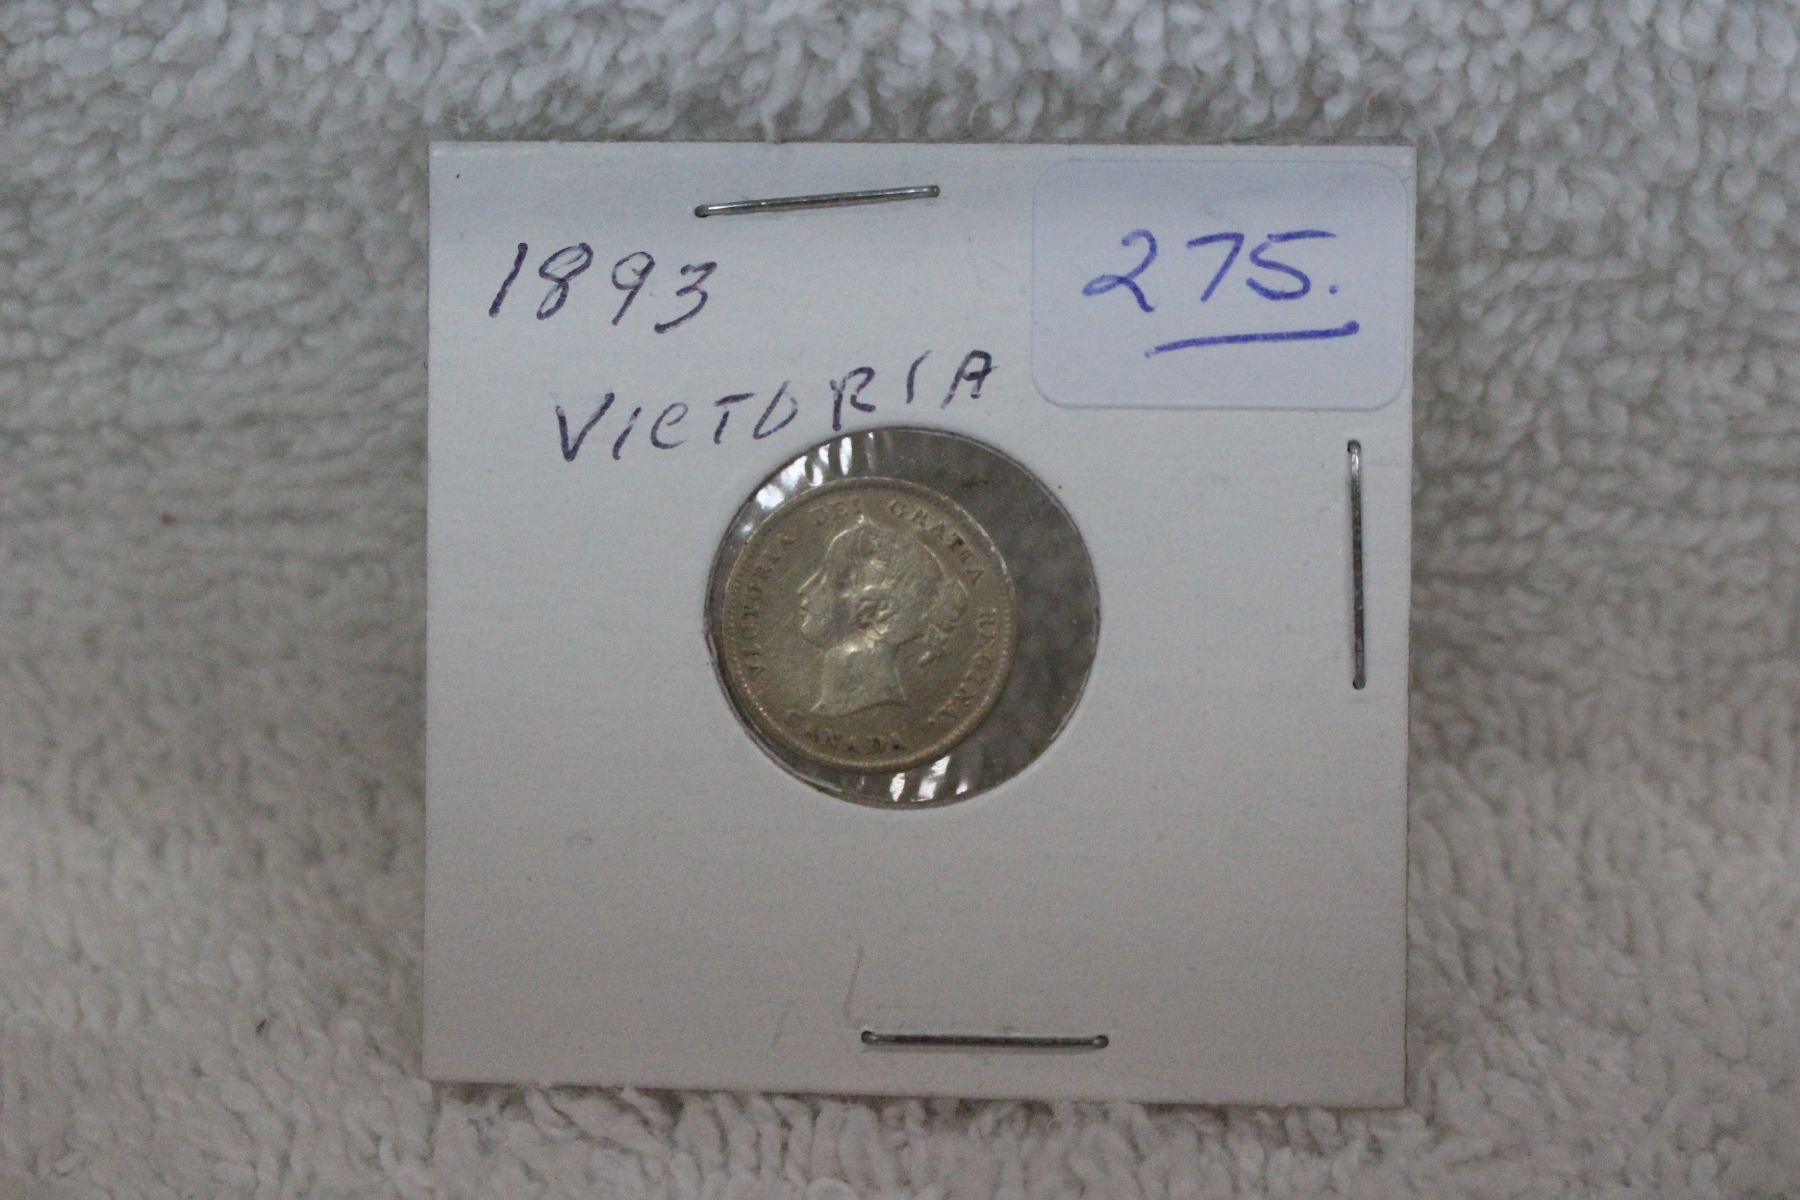 1893
275.
VICTORIA
VICTORIA DEI GRATIA REGINA.
CANADA